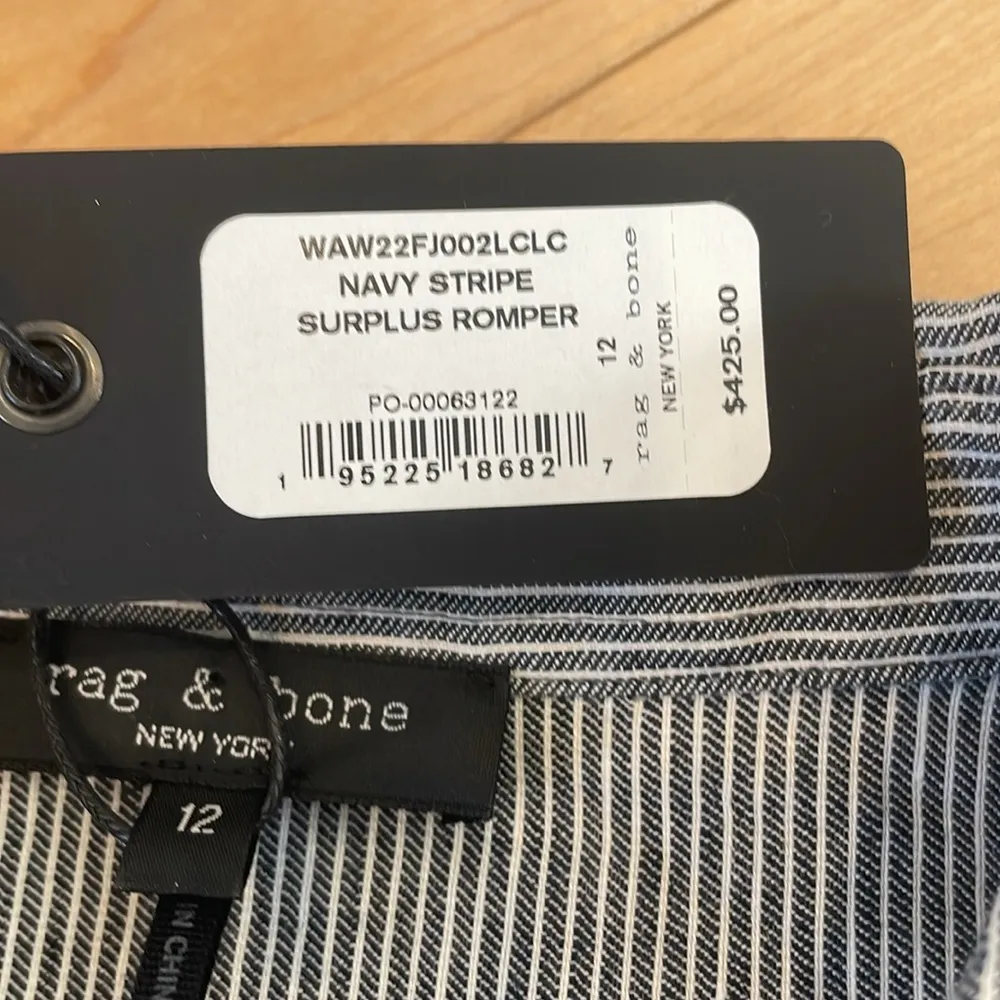 WAW22FJ002LCLC
NAVY STRIPE
SURPLUS ROMPER
PO-00063122
1 95225 18682 7
12
rag & bone
NEW YORK
$425.00
rag & bone
NEW YOR
12
IN CHIN